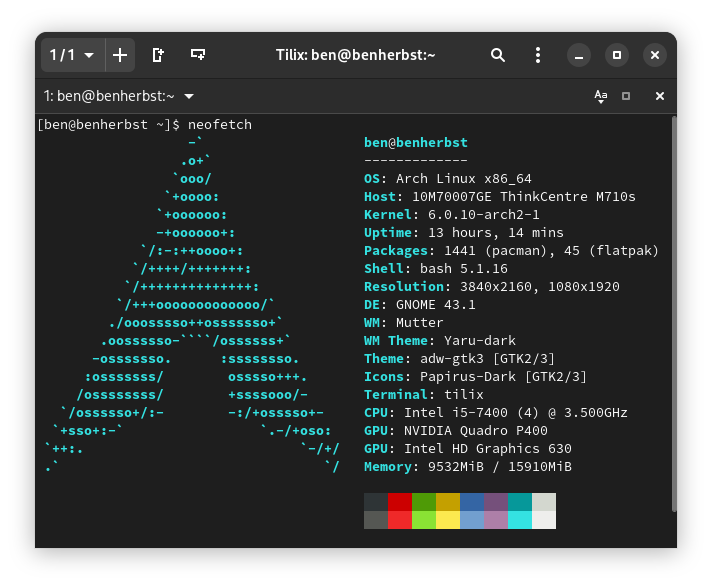 1 / 1
Tilix: ben@benherbst:~
1: ben@benherbst:~
Aa
[ben@benherbst ~]$ neofetch
                   -`                    ben@benherbst
                  .o+`                   -------------
                 `ooo/                   OS: Arch Linux x86_64
                `+oooo:                  Host: 10M70007GE ThinkCentre M710s
               `+oooooo:                 Kernel: 6.0.10-arch2-1
               -+oooooo+:                Uptime: 13 hours, 14 mins
             `/:-:++oooo+:               Packages: 1441 (pacman), 45 (flatpak)
            `/++++/+++++++:              Shell: bash 5.1.16
           `/++++++++++++++:             Resolution: 3840x2160, 1080x1920
          `/+++ooooooooooooo/`           DE: GNOME 43.1
         ./ooosssso++osssssso+`          WM: Mutter
        .oossssso-````/ossssss+`         WM Theme: Yaru-dark
       -osssssso.      :ssssssso.        Theme: adw-gtk3 [GTK2/3]
      :osssssss/        osssso+++.       Icons: Papirus-Dark [GTK2/3]
     /ossssssss/        +ssssooo/-       Terminal: tilix
   `/ossssso+/:-        -:/+osssso+-     CPU: Intel i5-7400 (4) @ 3.500GHz
  `+sso+:-`                 `.-/+oso:    GPU: NVIDIA Quadro P400
 `++:.                           `-/+/   GPU: Intel HD Graphics 630
 .`                                 `/   Memory: 9532MiB / 15910MiB